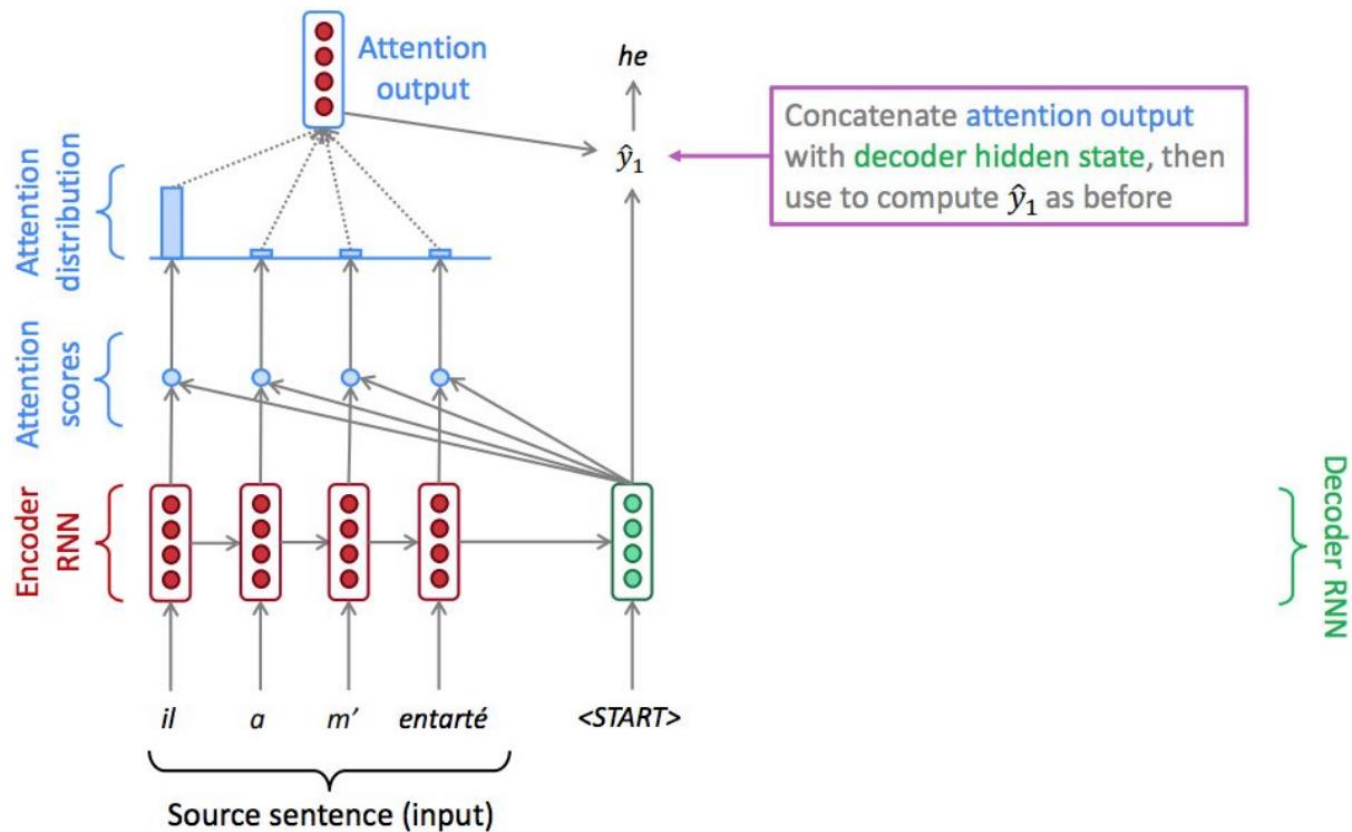 Attention
output
he
Concatenate attention output
with decoder hidden state, then
use to compute ŷ₁ as before
ŷ₁
Attention
distribution
Attention
scores
Encoder
RNN
Decoder RNN
il a m' entarté <START>
Source sentence (input)